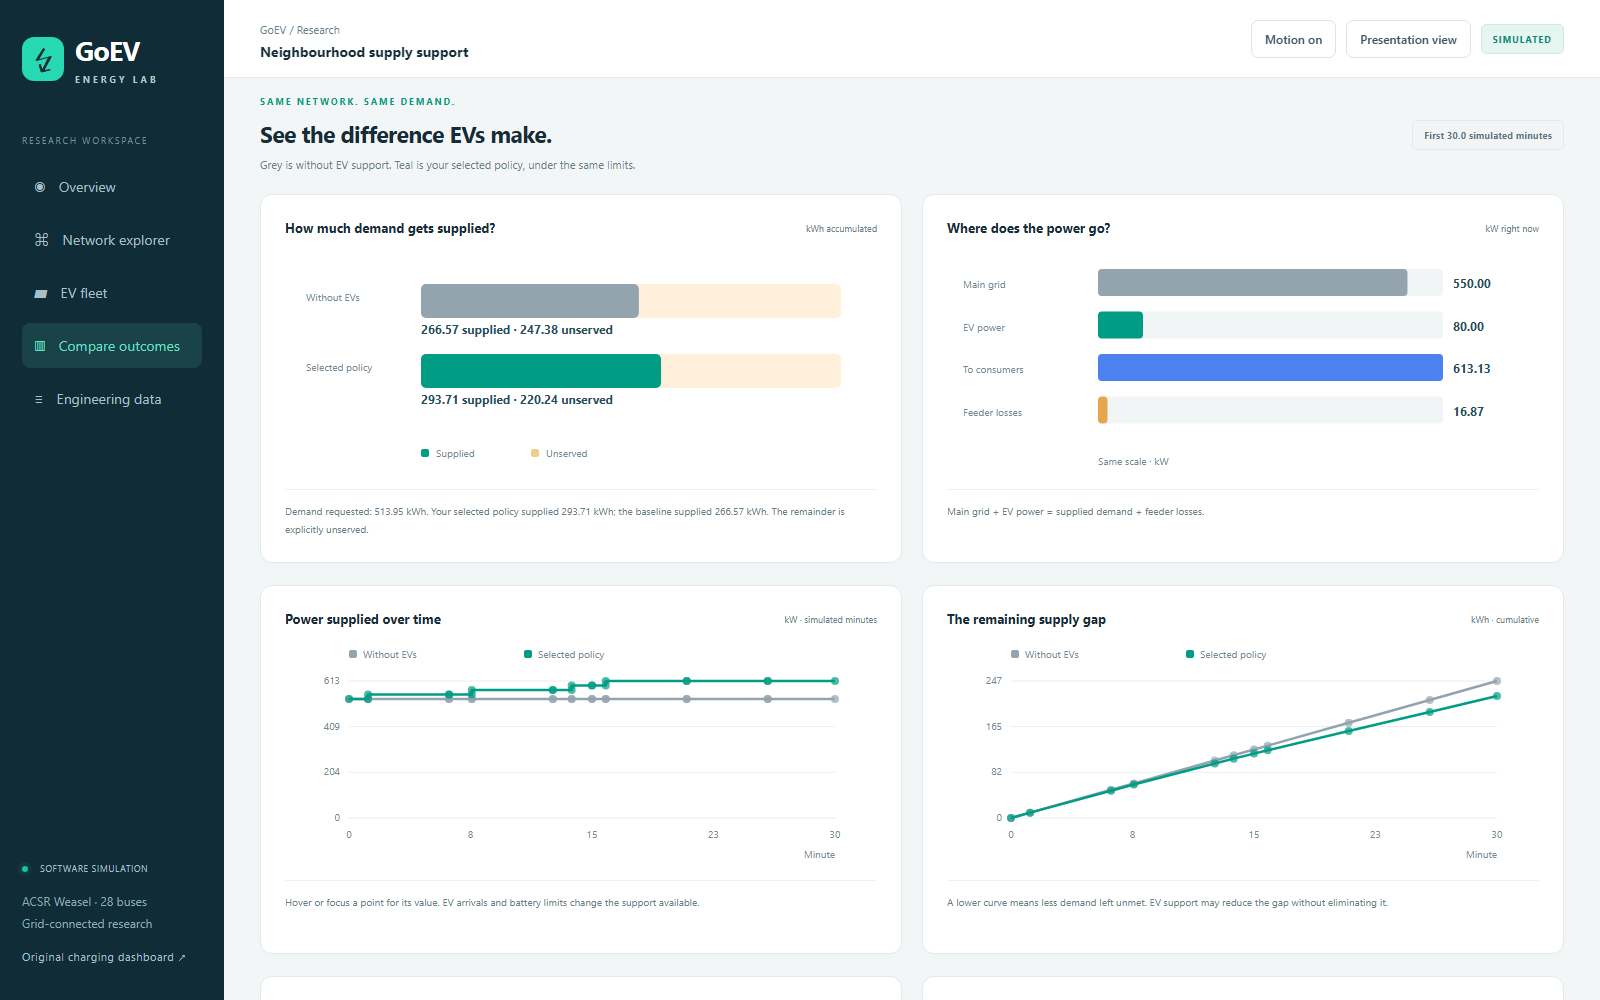 GoEV
ENERGY LAB
RESEARCH WORKSPACE
Overview
Network explorer
EV fleet
Compare outcomes
Engineering data
SOFTWARE SIMULATION
ACSR Weasel · 28 buses
Grid-connected research
Original charging dashboard ↗
GoEV / Research
Neighbourhood supply support
Motion on
Presentation view
SIMULATED
SAME NETWORK. SAME DEMAND.
See the difference EVs make.
Grey is without EV support. Teal is your selected policy, under the same limits.
First 30.0 simulated minutes
How much demand gets supplied?
kWh accumulated
Without EVs
266.57 supplied · 247.38 unserved
Selected policy
293.71 supplied · 220.24 unserved
Supplied
Unserved
Demand requested: 513.95 kWh. Your selected policy supplied 293.71 kWh; the baseline supplied 266.57 kWh. The remainder is
explicitly unserved.
Where does the power go?
kW right now
Main grid
550.00
EV power
80.00
To consumers
613.13
Feeder losses
16.87
Same scale · kW
Main grid + EV power = supplied demand + feeder losses.
Power supplied over time
kW · simulated minutes
Without EVs
Selected policy
613
409
204
0
0 8 15 23 30
Minute
Hover or focus a point for its value. EV arrivals and battery limits change the support available.
The remaining supply gap
kWh · cumulative
Without EVs
Selected policy
247
165
82
0
0 8 15 23 30
Minute
A lower curve means less demand left unmet. EV support may reduce the gap without eliminating it.